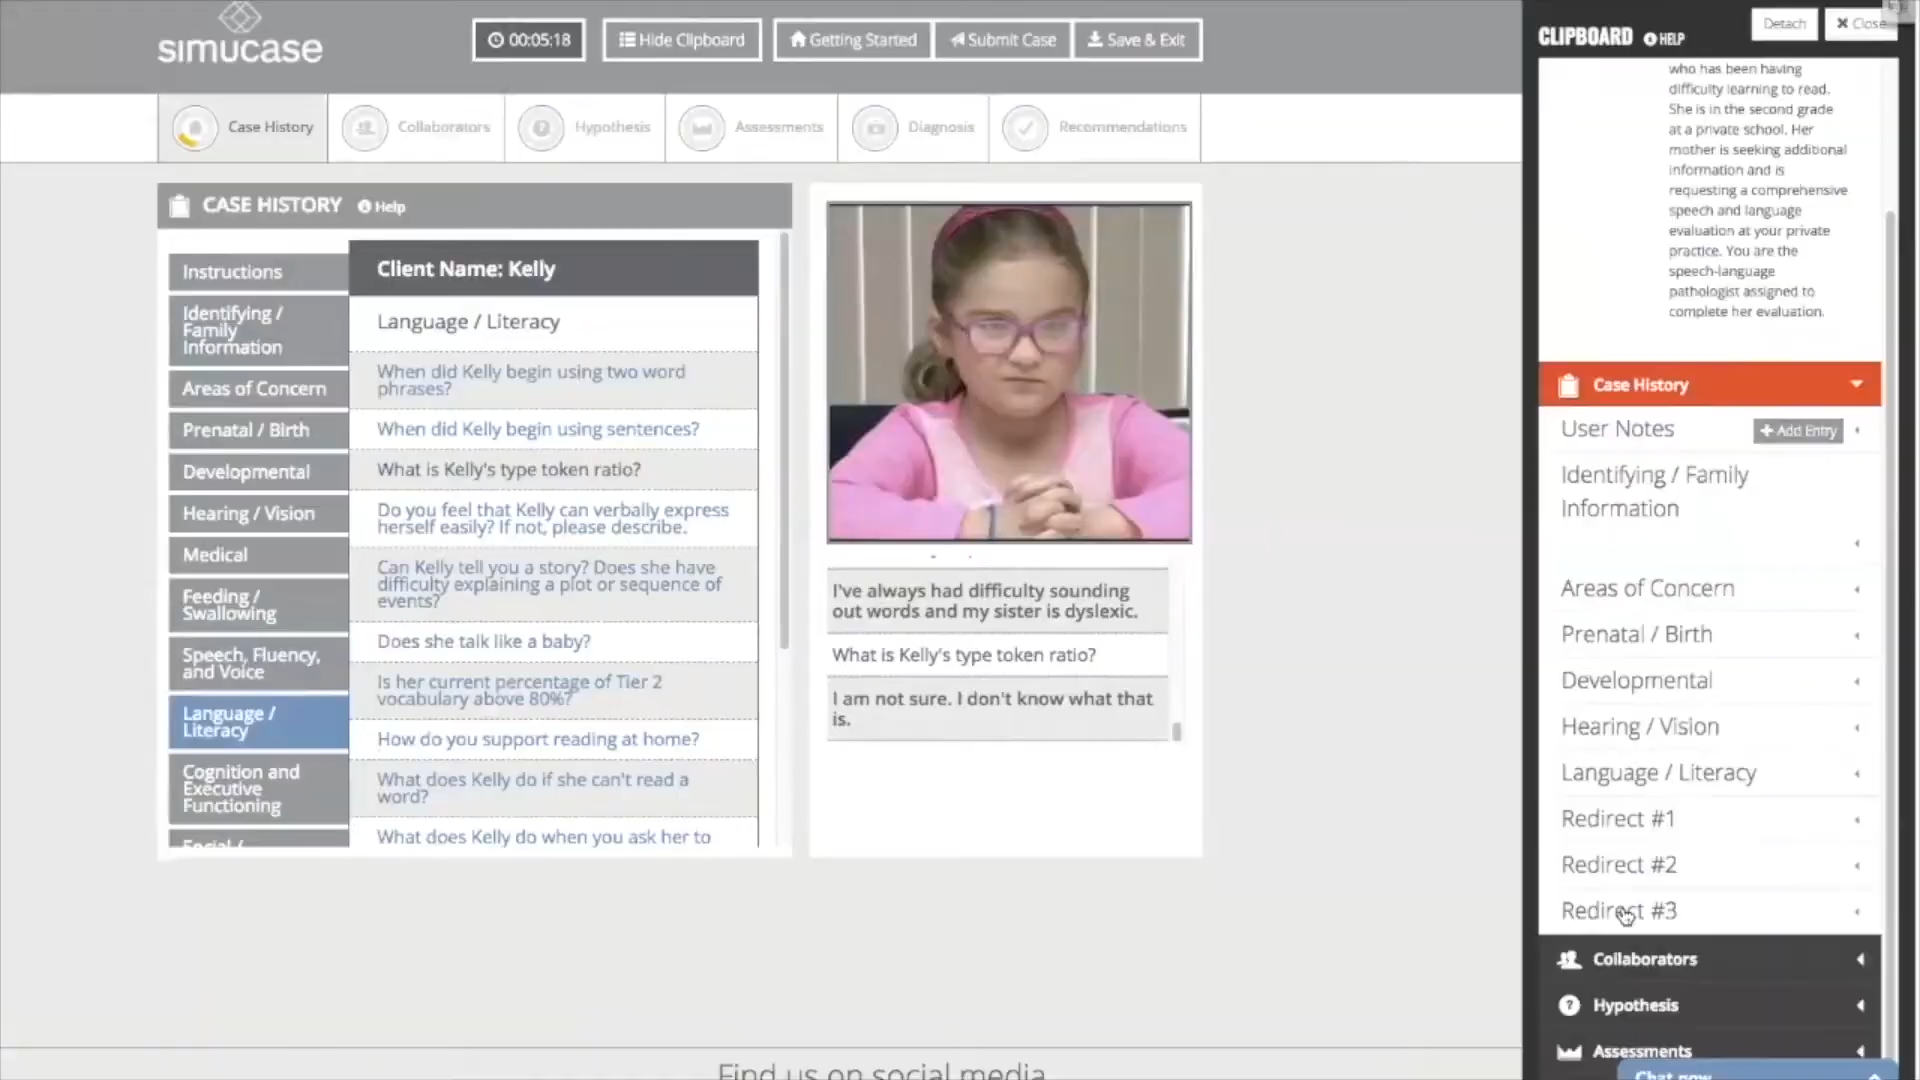 simucase
00:05:18
Hide Clipboard
Getting Started
Submit Case
Save & Exit
Case History
Collaborators
Hypothesis
Assessments
Diagnosis
Recommendations
CASE HISTORY
Help
Instructions
Identifying /
Family
Information
Areas of Concern
Prenatal / Birth
Developmental
Hearing / Vision
Medical
Feeding /
Swallowing
Speech, Fluency,
and Voice
Language /
Literacy
Cognition and
Executive
Functioning
Social /
Client Name: Kelly
Language / Literacy
When did Kelly begin using two word
phrases?
When did Kelly begin using sentences?
What is Kelly's type token ratio?
Do you feel that Kelly can verbally express
herself easily? If not, please describe.
Can Kelly tell you a story? Does she have
difficulty explaining a plot or sequence of
events?
Does she talk like a baby?
Is her current percentage of Tier 2
vocabulary above 80%?
How do you support reading at home?
What does Kelly do if she can't read a
word?
What does Kelly do when you ask her to
I've always had difficulty sounding
out words and my sister is dyslexic.
What is Kelly's type token ratio?
I am not sure. I don't know what that
is.
CLIPBOARD
HELP
Detach
Close
who has been having
difficulty learning to read.
She is in the second grade
at a private school. Her
mother is seeking additional
information and is
requesting a comprehensive
speech and language
evaluation at your private
practice. You are the
speech-language
pathologist assigned to
complete her evaluation.
Case History
User Notes
+ Add Entry
Identifying / Family
Information
Areas of Concern
Prenatal / Birth
Developmental
Hearing / Vision
Language / Literacy
Redirect #1
Redirect #2
Redirect #3
Collaborators
Hypothesis
Assessments
Chat now
Find us on social media